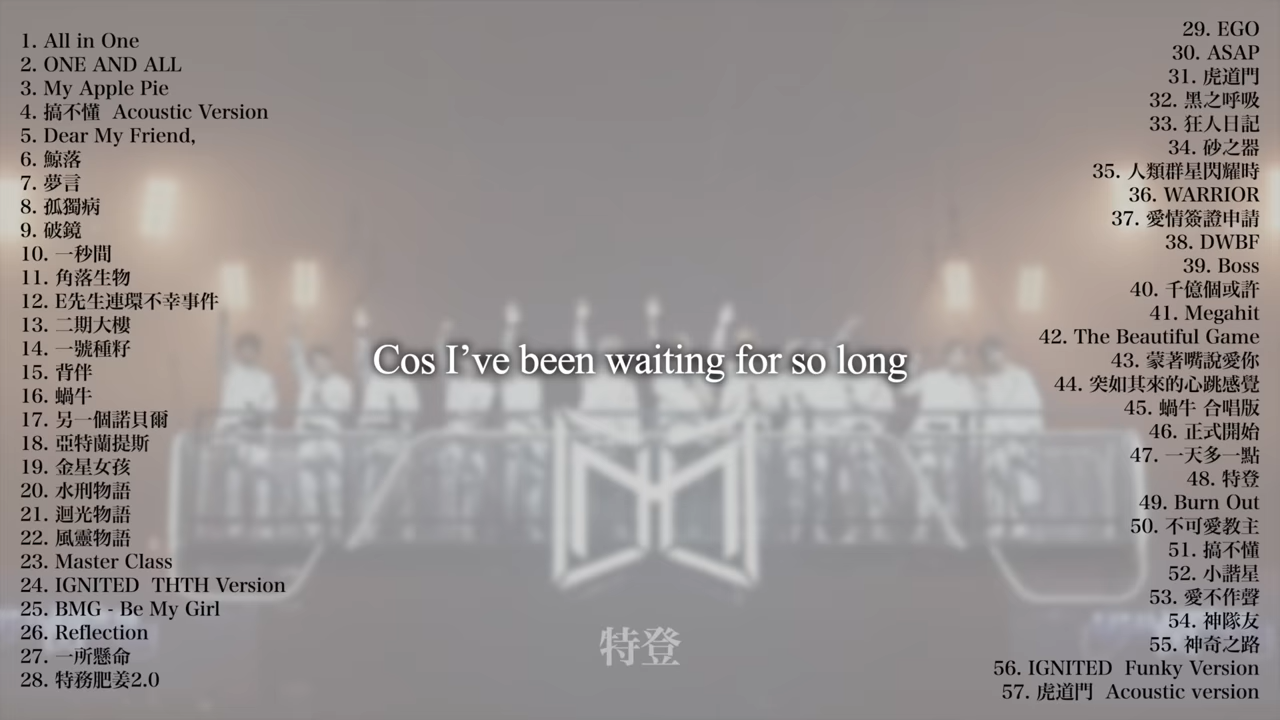 1. All in One
2. ONE AND ALL
3. My Apple Pie
4. 搞不懂 Acoustic Version
5. Dear My Friend,
6. 鯨落
7. 夢言
8. 孤獨病
9. 破鏡
10. 一秒間
11. 角落生物
12. E先生連環不幸事件
13. 二期大樓
14. 一號種籽
15. 背伴
16. 蝸牛
17. 另一個諾貝爾
18. 亞特蘭提斯
19. 金星女孩
20. 水刑物語
21. 迴光物語
22. 風靈物語
23. Master Class
24. IGNITED THTH Version
25. BMG - Be My Girl
26. Reflection
27. 一所懸命
28. 特務肥姜2.0
Cos I've been waiting for so long
特登
29. EGO
30. ASAP
31. 虎道門
32. 黑之呼吸
33. 狂人日記
34. 砂之器
35. 人類群星閃耀時
36. WARRIOR
37. 愛情簽證申請
38. DWBF
39. Boss
40. 千億個或許
41. Megahit
42. The Beautiful Game
43. 蒙著嘴說愛你
44. 突如其來的心跳感覺
45. 蝸牛 合唱版
46. 正式開始
47. 一天多一點
48. 特登
49. Burn Out
50. 不可愛教主
51. 搞不懂
52. 小諧星
53. 愛不作聲
54. 神隊友
55. 神奇之路
56. IGNITED Funky Version
57. 虎道門 Acoustic version